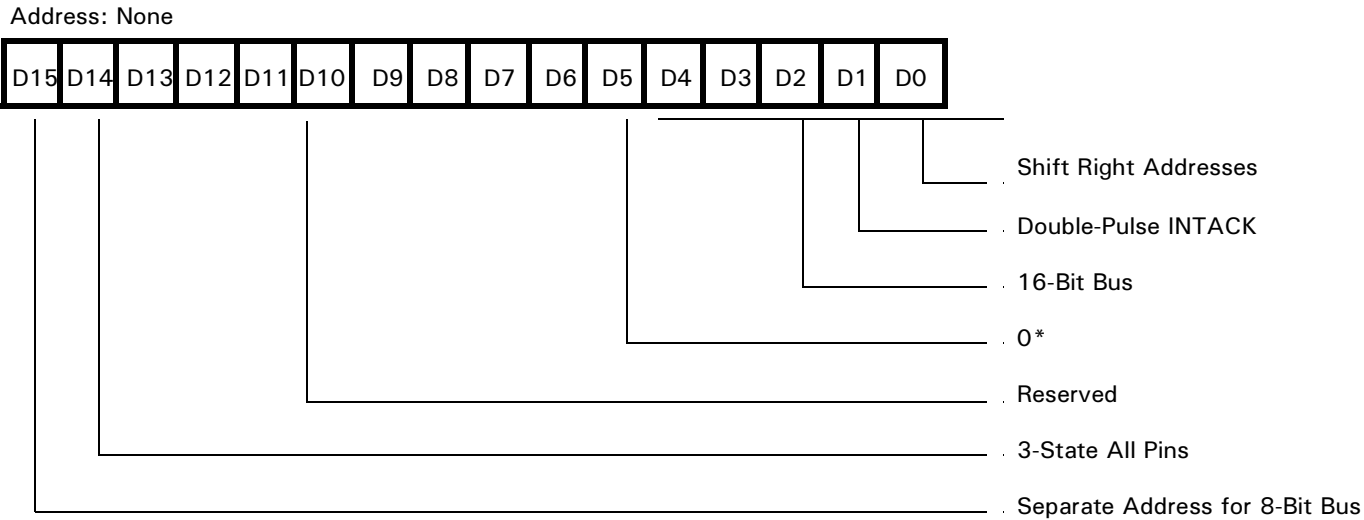 Address: None
D15 D14 D13 D12 D11 D10 D9 D8 D7 D6 D5 D4 D3 D2 D1 D0
Shift Right Addresses
Double-Pulse INTACK
16-Bit Bus
0*
Reserved
3-State All Pins
Separate Address for 8-Bit Bus